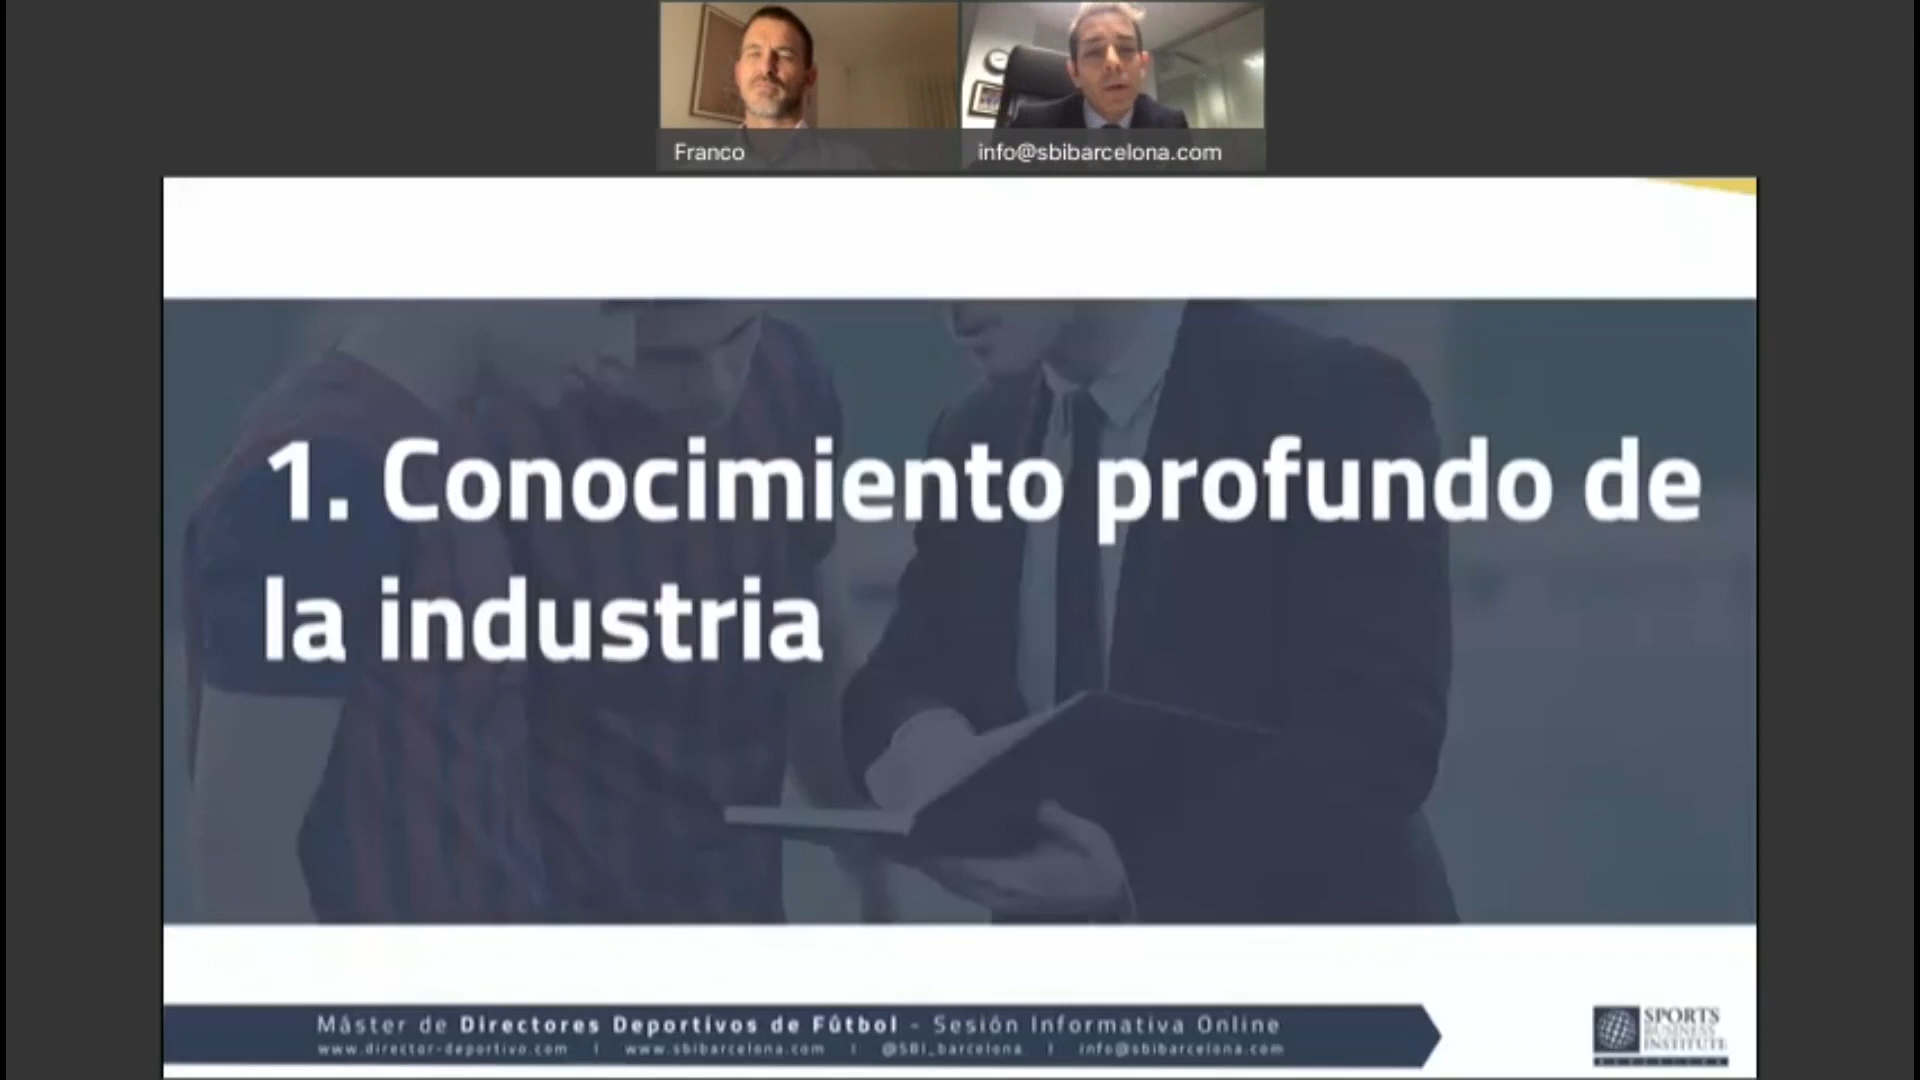 Franco
info@sbibarcelona.com
1. Conocimiento profundo de
la industria
Máster de Directores Deportivos de Fútbol - Sesión Informativa Online
www.director-deportivo.com | www.sbibarcelona.com | @SBI_barcelona | info@sbibarcelona.com
SPORTS
BUSINESS
INSTITUTE
BARCELONA